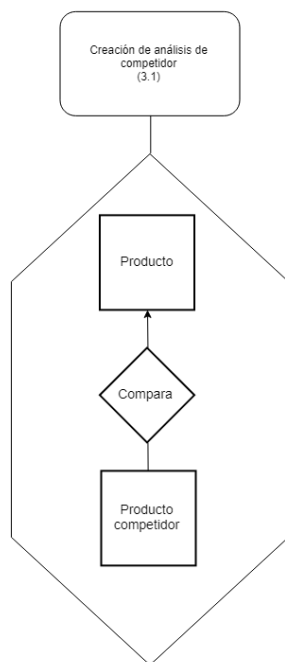 Creación de análisis de
competidor
(3.1)
Producto
Compara
Producto
competidor